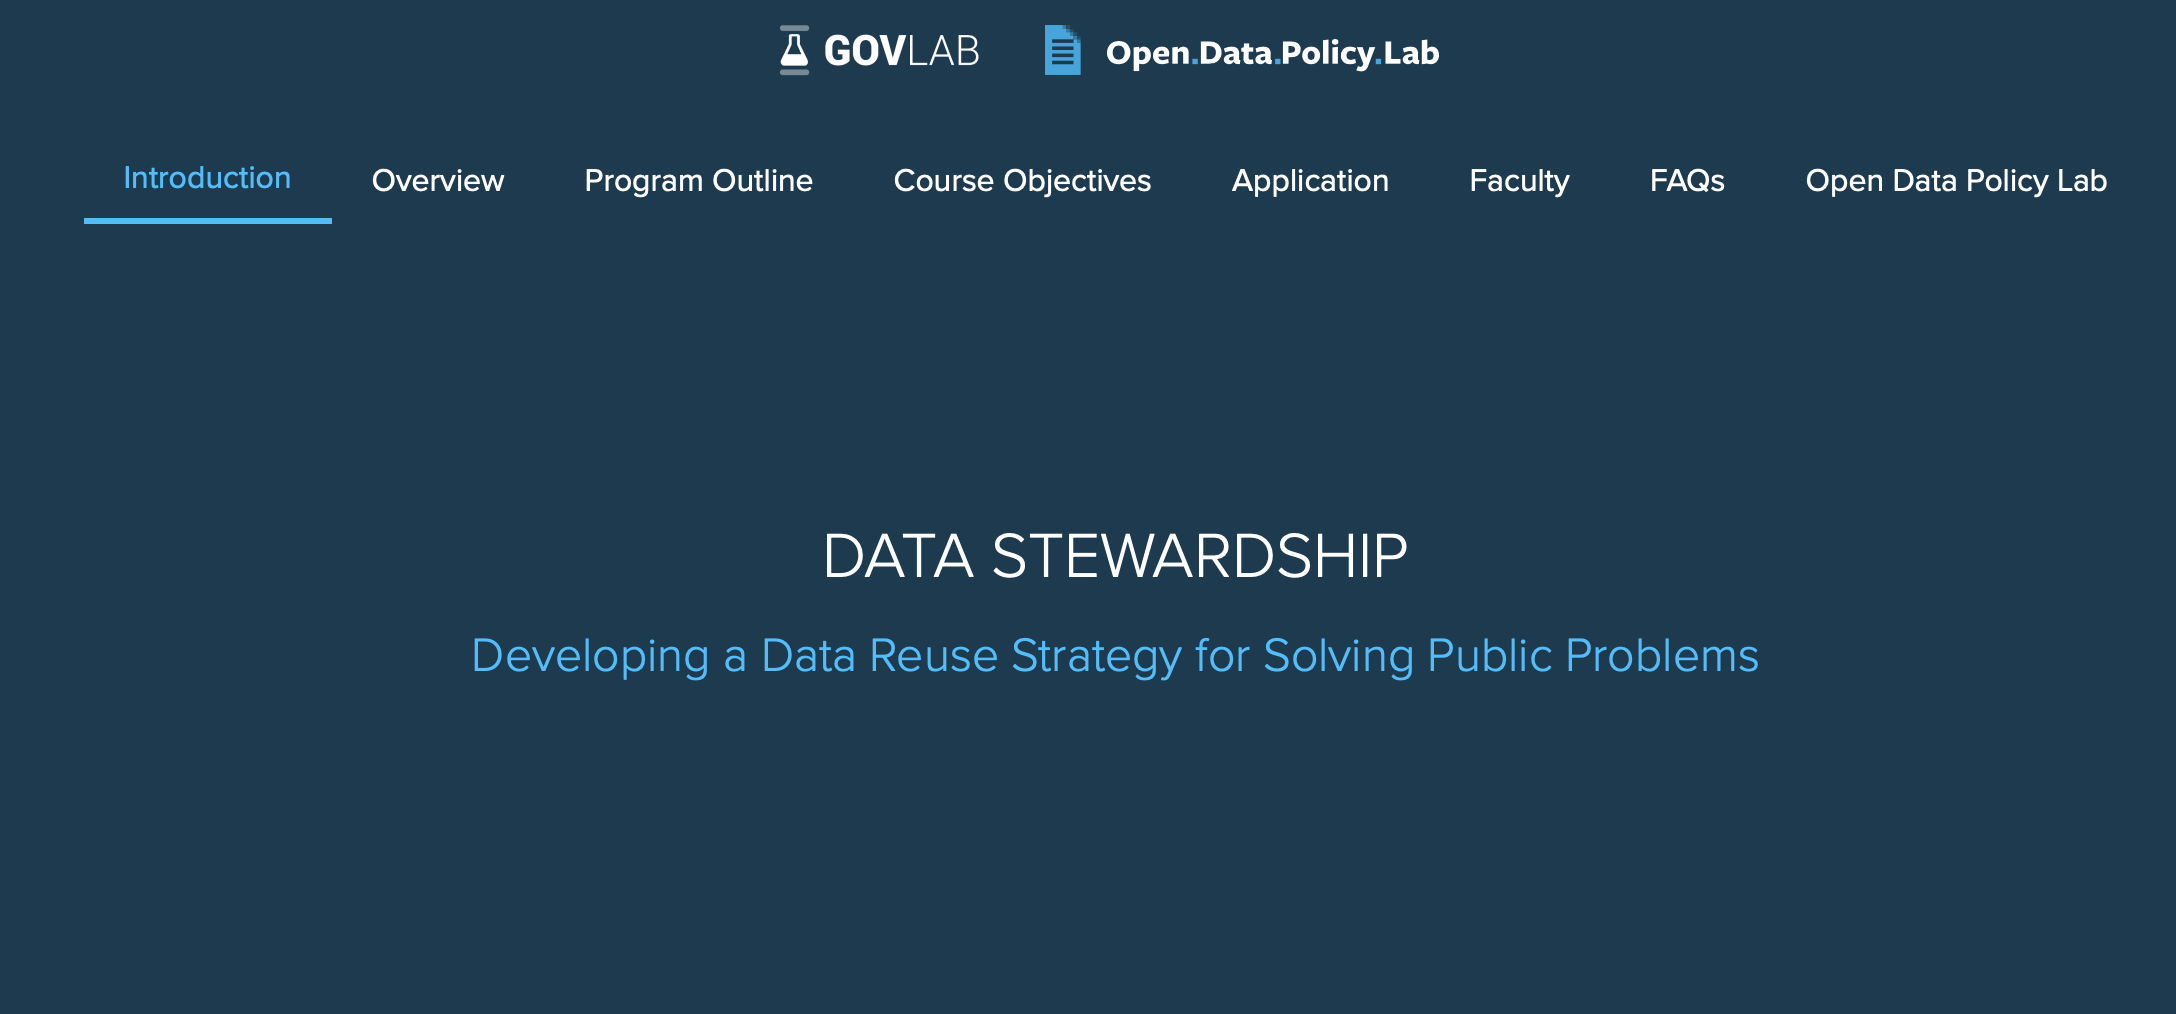 GOVLAB Open.Data.Policy.Lab
Introduction Overview Program Outline Course Objectives Application Faculty FAQs Open Data Policy Lab
DATA STEWARDSHIP
Developing a Data Reuse Strategy for Solving Public Problems